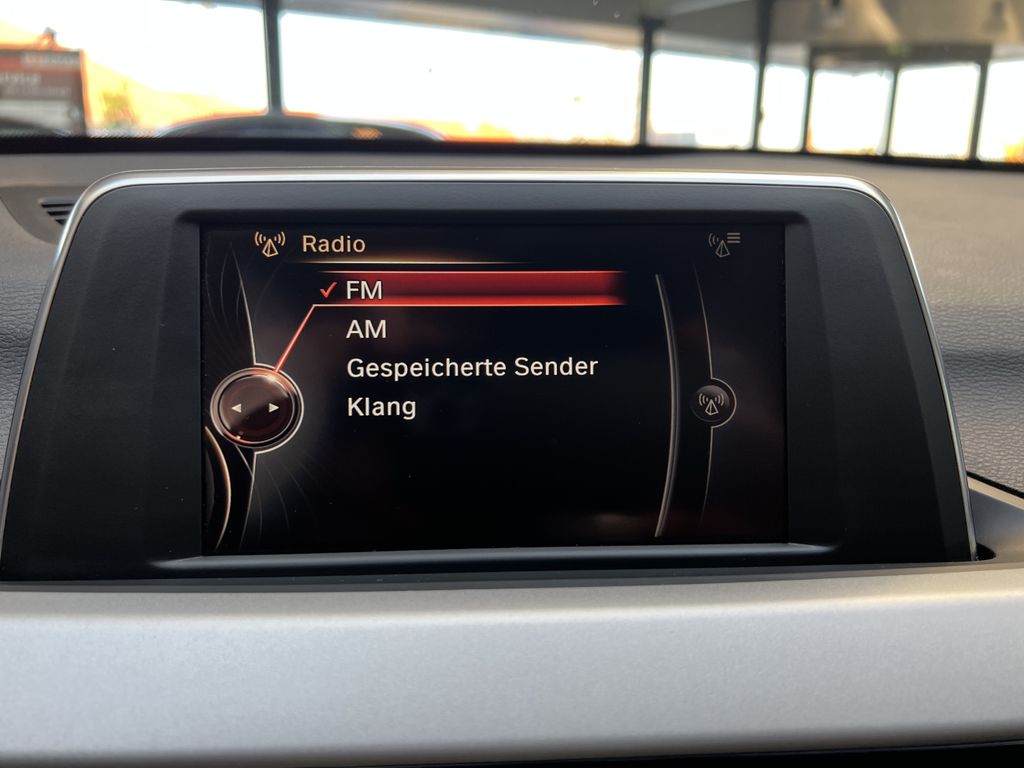 Radio
FM
AM
Gespeicherte Sender
Klang